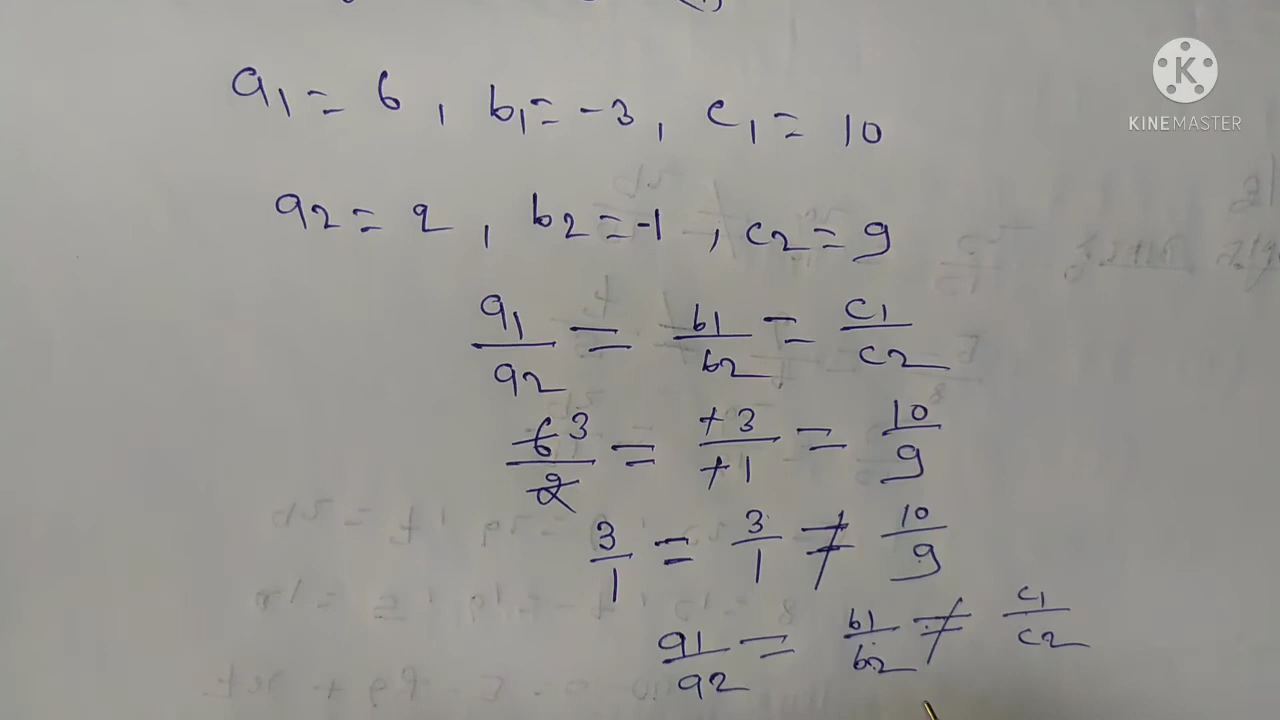 KINEMASTER
a1 = 6, b1 = -3, c1 = 10
a2 = 2, b2 = -1, c2 = 9
a1/a2 = b1/b2 = c1/c2
6 3/2 = +3/+1 = 10/9
3/1 = 3/1 ≠ 10/9
a1/a2 = b1/b2 ≠ c1/c2